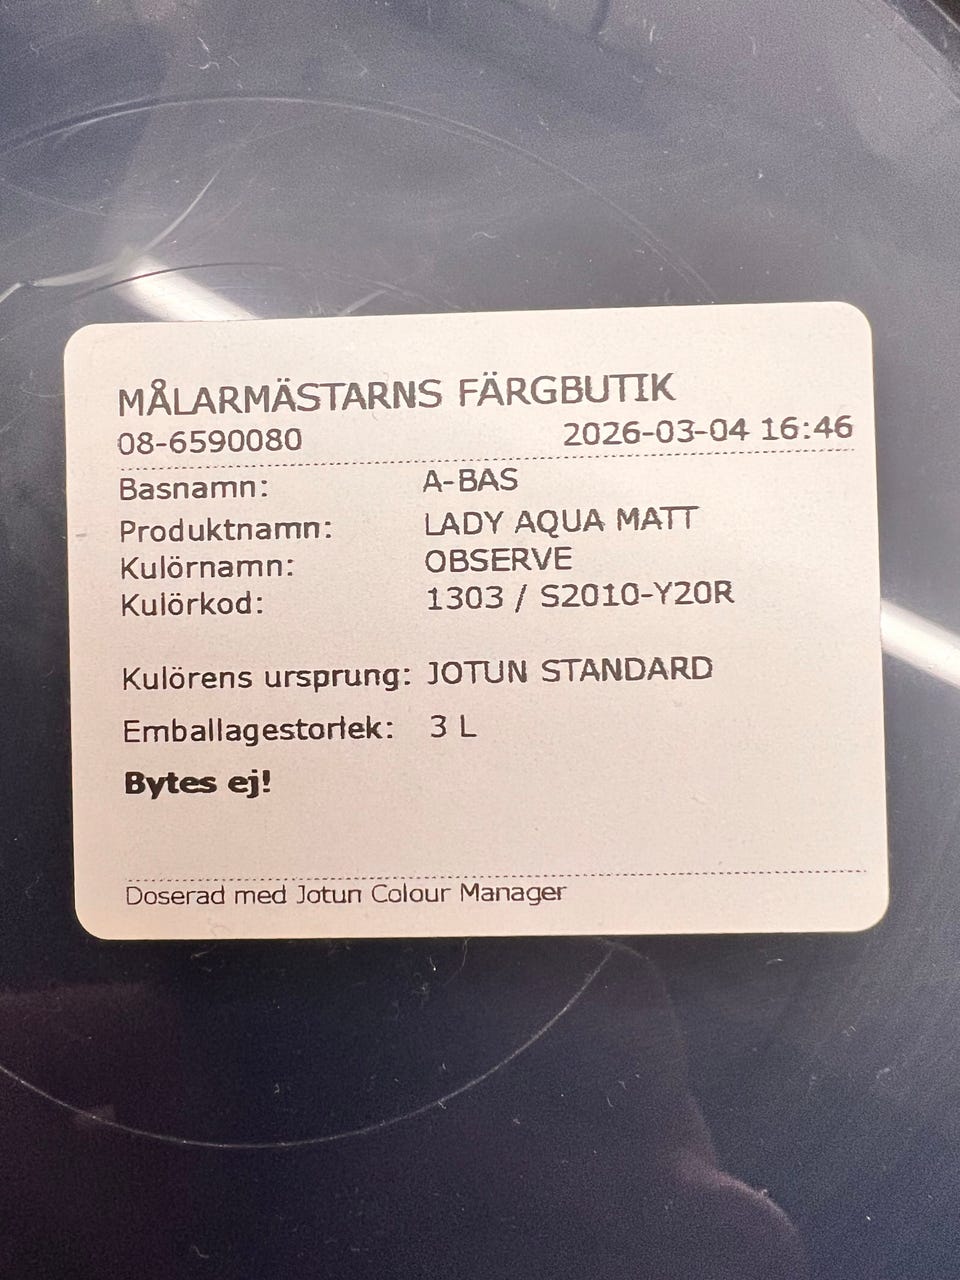 MÅLARMÄSTARNS FÄRGBUTIK
08-6590080 2026-03-04 16:46
Basnamn: A-BAS
Produktnamn: LADY AQUA MATT
Kulörnamn: OBSERVE
Kulörkod: 1303 / S2010-Y20R
Kulörens ursprung: JOTUN STANDARD
Emballagestorlek: 3 L
Bytes ej!
Doserad med Jotun Colour Manager